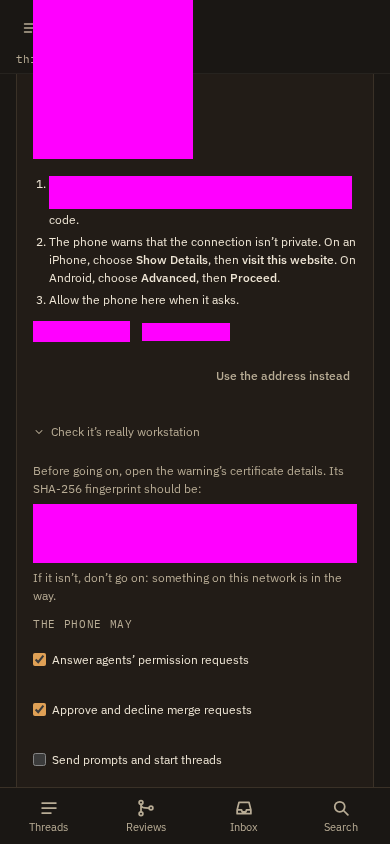 1.
code.
2. The phone warns that the connection isn’t private. On an
iPhone, choose Show Details, then visit this website. On
Android, choose Advanced, then Proceed.
3. Allow the phone here when it asks.
Use the address instead
Check it’s really workstation
Before going on, open the warning’s certificate details. Its
SHA-256 fingerprint should be:
If it isn’t, don’t go on: something on this network is in the
way.
THE PHONE MAY
Answer agents’ permission requests
Approve and decline merge requests
Send prompts and start threads
Threads
Reviews
Inbox
Search